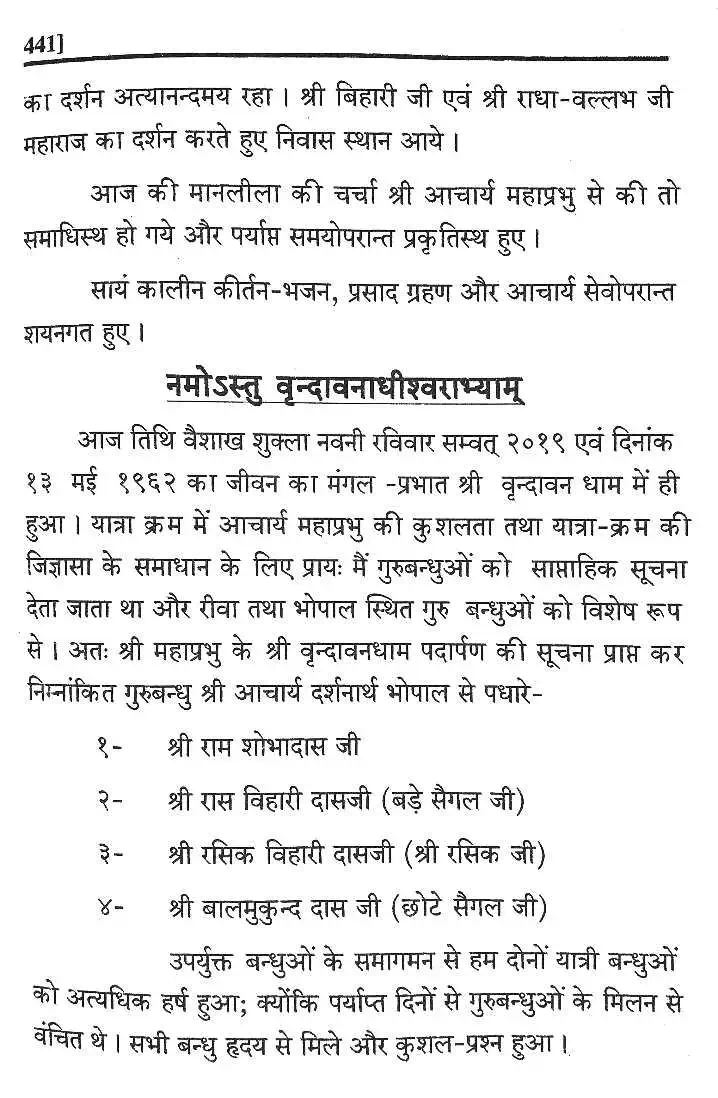 441]
का दर्शन अत्यानन्दमय रहा । श्री बिहारी जी एवं श्री राधा-वल्लभ जी
महाराज का दर्शन करते हुए निवास स्थान आये ।
आज की मानलीला की चर्चा श्री आचार्य महाप्रभु से की तो
समाधिस्थ हो गये और पर्याप्त समयोपरान्त प्रकृतिस्थ हुए ।
सायं कालीन कीर्तन-भजन, प्रसाद ग्रहण और आचार्य सेवोपरान्त
शयनगत हुए ।
नमोऽस्तु वृन्दावनाधीश्वराभ्याम्
आज तिथि वैशाख शुक्ला नवनी रविवार सम्वत् २०१९ एवं दिनांक
१३ मई १९६२ का जीवन का मंगल -प्रभात श्री वृन्दावन धाम में ही
हुआ । यात्रा क्रम में आचार्य महाप्रभु की कुशलता तथा यात्रा-क्रम की
जिज्ञासा के समाधान के लिए प्रायः मैं गुरुबन्धुओं को साप्ताहिक सूचना
देता जाता था और रीवा तथा भोपाल स्थित गुरु बन्धुओं को विशेष रूप
से । अतः श्री महाप्रभु के श्री वृन्दावनधाम पदार्पण की सूचना प्राप्त कर
निम्नांकित गुरुबन्धु श्री आचार्य दर्शनार्थ भोपाल से पधारे-
१- श्री राम शोभादास जी
२- श्री रास विहारी दासजी (बड़े सैगल जी)
३- श्री रसिक विहारी दासजी (श्री रसिक जी)
४- श्री बालमुकुन्द दास जी (छोटे सैगल जी)
उपर्युक्त बन्धुओं के समागमन से हम दोनों यात्री बन्धुओं
को अत्यधिक हर्ष हुआ; क्योंकि पर्याप्त दिनों से गुरुबन्धुओं के मिलन से
वंचित थे । सभी बन्धु हृदय से मिले और कुशल-प्रश्न हुआ ।